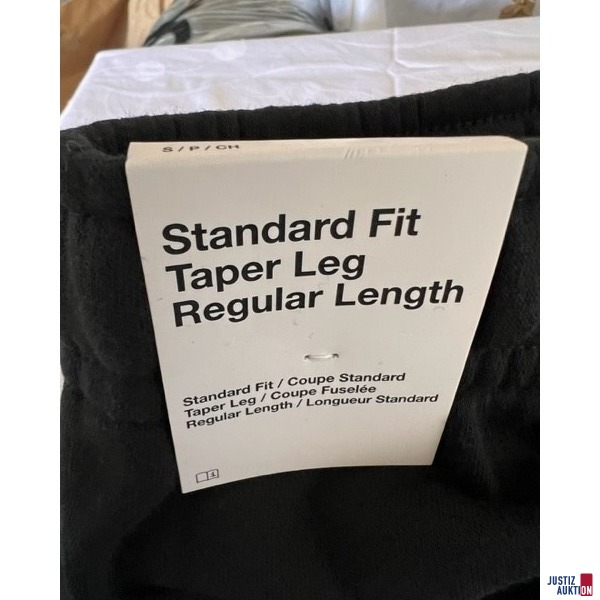 S / P / CH
Standard Fit
Taper Leg
Regular Length
Standard Fit / Coupe Standard
Taper Leg / Coupe Fuselée
Regular Length / Longueur Standard
JUSTIZ
AUKTION